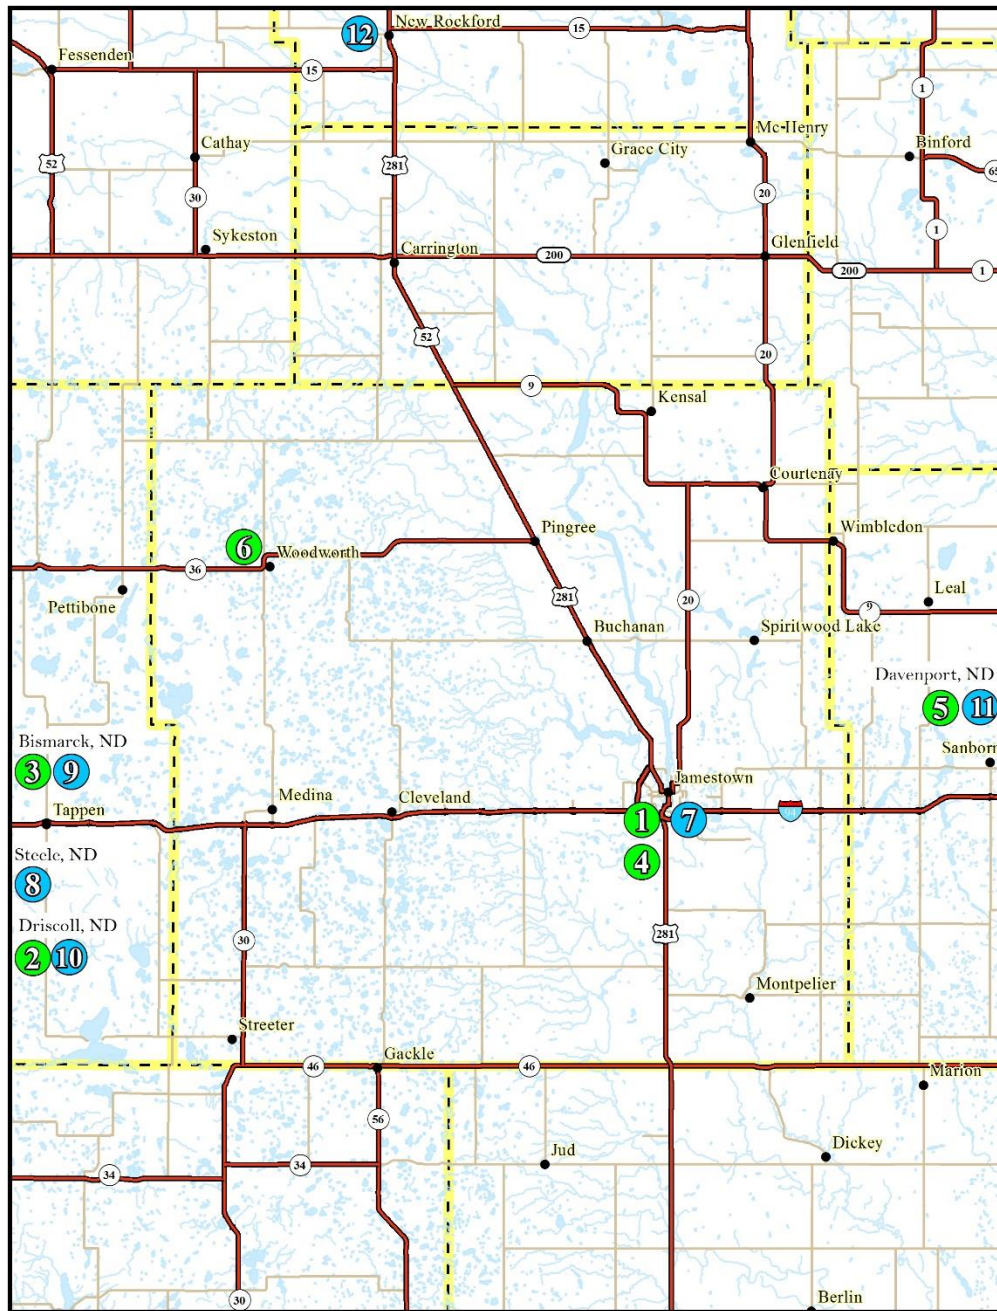 12
New Rockford
15
Fessenden
15
1
Mc Henry
Cathay
Grace City
Binford
52
281
65
30
20
Sykeston
Glenfield
1
Carrington
200
200
1
52
20
9
Kensal
Courtenay
Pingree
Wimbledon
6
Woodworth
36
Leal
Pettibone
281
20
9
Buchanan
Spiritwood Lake
Davenport, ND
5
11
Bismarck, ND
Sanborn
3
9
Jamestown
Medina
Cleveland
Tappen
1
7
94
Steele, ND
4
8
Driscoll, ND
281
30
2
10
Montpelier
Streeter
Gackle
46
46
Marion
56
Dickey
Jud
34
34
Berlin
30